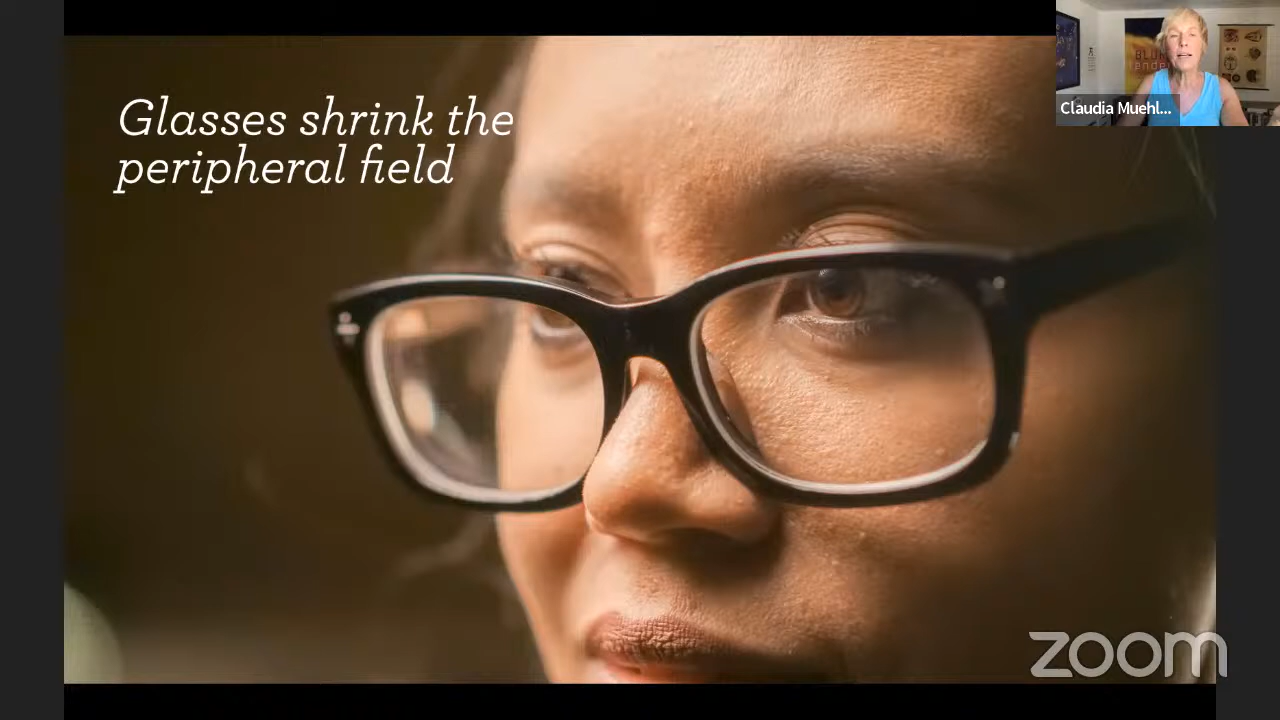 Glasses shrink the
peripheral field
Claudia Muehl...
zoom